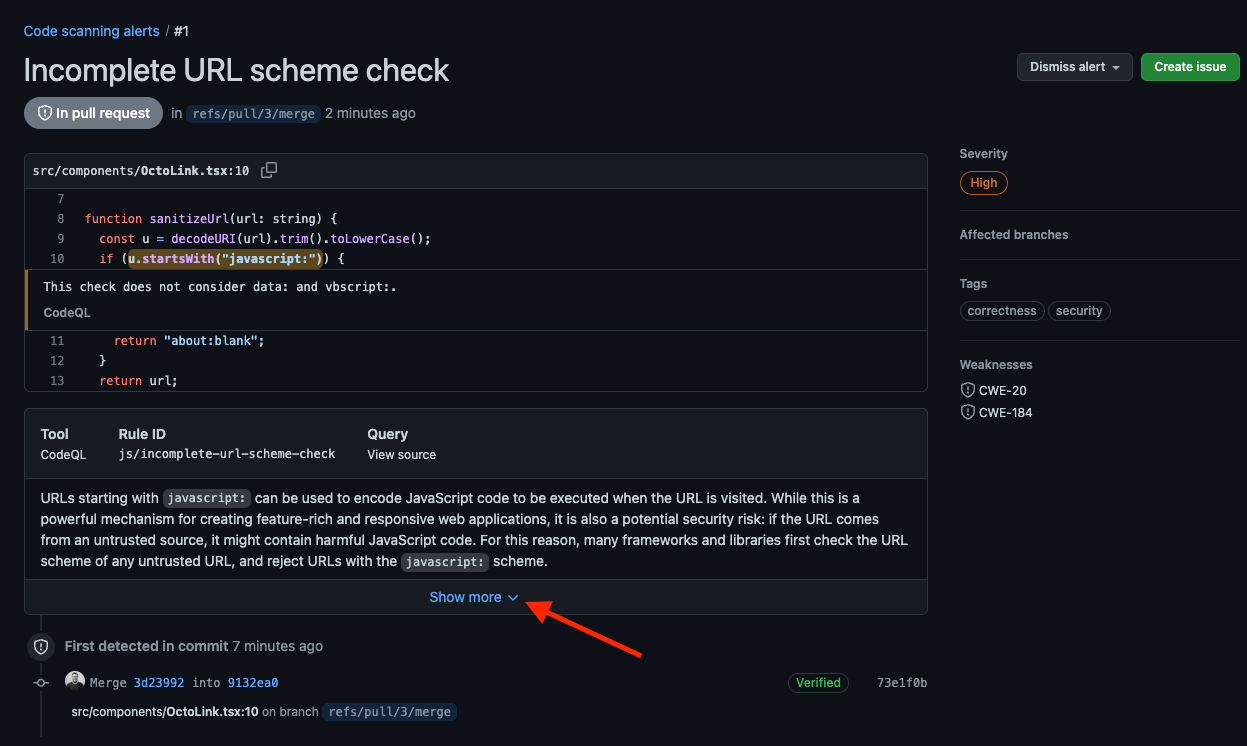 Code scanning alerts / #1
Incomplete URL scheme check
Dismiss alert
Create issue
In pull request in refs/pull/3/merge 2 minutes ago
src/components/OctoLink.tsx:10
7
8 function sanitizeUrl(url: string) {
9 const u = decodeURI(url).trim().toLowerCase();
10 if (u.startsWith("javascript:")) {
This check does not consider data: and vbscript:.
CodeQL
11 return "about:blank";
12 }
13 return url;
Severity
High
Affected branches
Tags
correctness security
Weaknesses
CWE-20
CWE-184
Tool Rule ID Query
CodeQL js/incomplete-url-scheme-check View source
URLs starting with javascript: can be used to encode JavaScript code to be executed when the URL is visited. While this is a
powerful mechanism for creating feature-rich and responsive web applications, it is also a potential security risk: if the URL comes
from an untrusted source, it might contain harmful JavaScript code. For this reason, many frameworks and libraries first check the URL
scheme of any untrusted URL, and reject URLs with the javascript: scheme.
Show more
First detected in commit 7 minutes ago
Merge 3d23992 into 9132ea0 Verified 73e1f0b
src/components/OctoLink.tsx:10 on branch refs/pull/3/merge